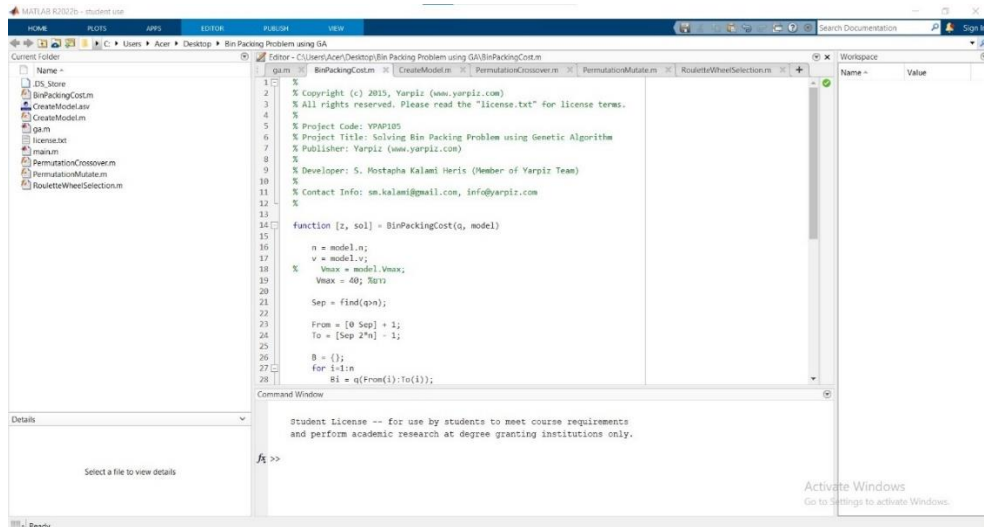 MATLAB R2022b - student use
HOME PLOTS APPS EDITOR PUBLISH VIEW
Search Documentation
Sign In
C: ▸ Users ▸ Acer ▸ Desktop ▸ Bin Packing Problem using GA
Current Folder
Name
.DS_Store
BinPackingCost.m
CreateModel.asv
CreateModel.m
ga.m
license.txt
main.m
PermutationCrossover.m
PermutationMutate.m
RouletteWheelSelection.m
Details
Select a file to view details
Editor - C:\Users\Acer\Desktop\Bin Packing Problem using GA\BinPackingCost.m
ga.m BinPackingCost.m CreateModel.m PermutationCrossover.m PermutationMutate.m RouletteWheelSelection.m
1 %
2 % Copyright (c) 2015, Yarpiz (www.yarpiz.com)
3 % All rights reserved. Please read the "license.txt" for license terms.
4 %
5 % Project Code: YPAP105
6 % Project Title: Solving Bin Packing Problem using Genetic Algorithm
7 % Publisher: Yarpiz (www.yarpiz.com)
8 %
9 % Developer: S. Mostapha Kalami Heris (Member of Yarpiz Team)
10 %
11 % Contact Info: sm.kalami@gmail.com, info@yarpiz.com
12 %
13
14 function [z, sol] = BinPackingCost(q, model)
15
16 n = model.n;
17 v = model.v;
18 % Vmax = model.Vmax;
19 Vmax = 40; %ยาว
20
21 Sep = find(q>n);
22
23 From = [0 Sep] + 1;
24 To = [Sep 2*n] - 1;
25
26 B = {};
27 for i=1:n
28 Bi = q(From(i):To(i));
Command Window
Student License -- for use by students to meet course requirements
and perform academic research at degree granting institutions only.
fx >>
Workspace
Name Value
Activate Windows
Go to Settings to activate Windows.
Ready